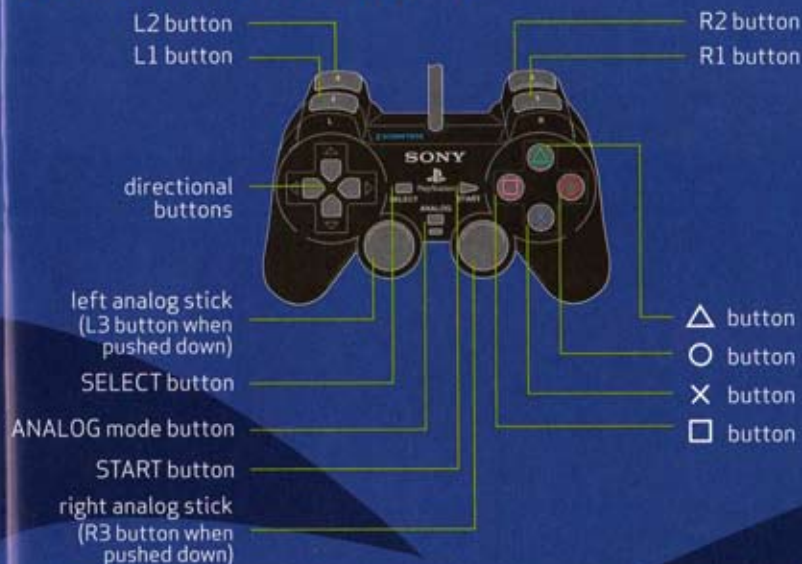 L2 button
L1 button
R2 button
R1 button
SONY
PlayStation
SELECT
START
ANALOG
directional
buttons
left analog stick
(L3 button when
pushed down)
SELECT button
ANALOG mode button
START button
right analog stick
(R3 button when
pushed down)
△ button
○ button
✕ button
□ button